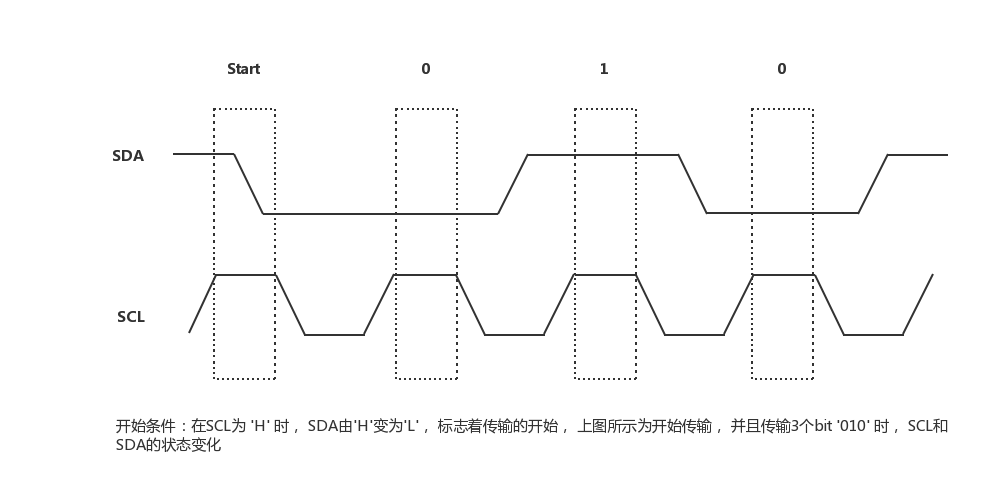 Start 0 1 0
SDA
SCL
开始条件：在SCL为 'H' 时， SDA由'H'变为'L' ，标志着传输的开始， 上图所示为开始传输， 并且传输3个bit '010' 时， SCL和
SDA的状态变化